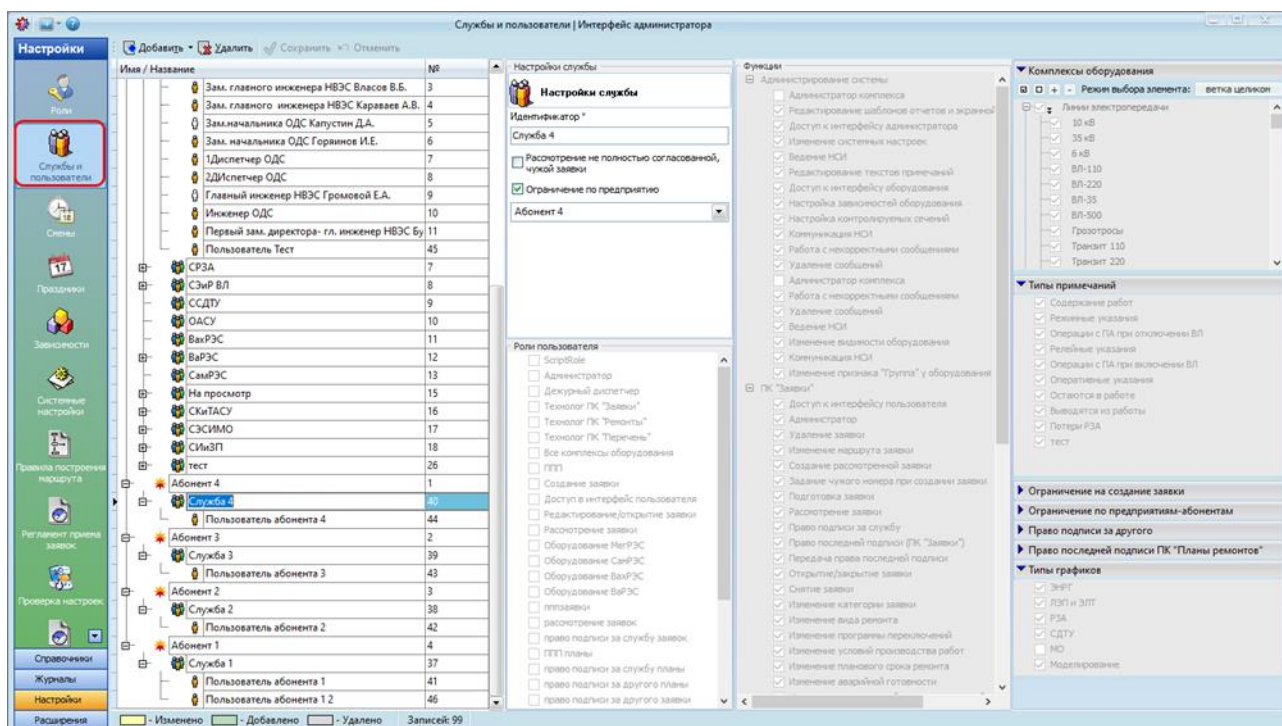 Службы и пользователи | Интерфейс администратора
Настройки
Добавить
Удалить
Сохранить
Отменить
Роли
Службы и
пользователи
Смены
Праздники
Зависимости
Системные
настройки
Правила построения
маршрута
Регламент приема
заявок
Проверка настроек
Справочники
Журналы
Настройки
Расширения
Имя / Название №
Зам. главного инженера НВЭС Власов В.Б. 3
Зам. главного инженера НВЭС Караваев А.В. 4
Зам.начальника ОДС Капустин Д.А. 5
Зам. начальника ОДС Горяинов И.Е. 6
1Диспетчер ОДС 7
2ДИспетчер ОДС 8
Главный инженер НВЭС Громовой Е.А. 9
Инженер ОДС 10
Первый зам. директора- гл. инженер НВЭС Бу 11
Пользователь Тест 45
СРЗА 7
СЭиР ВЛ 8
ССДТУ 9
ОАСУ 10
ВахРЭС 11
ВаРЭС 12
СамРЭС 13
На просмотр 15
СКиТАСУ 16
СЭСИМО 17
СИиЗП 18
тест 26
Абонент 4 1
Служба 4 40
Пользователь абонента 4 44
Абонент 3 2
Служба 3 39
Пользователь абонента 3 43
Абонент 2 3
Служба 2 38
Пользователь абонента 2 42
Абонент 1 4
Служба 1 37
Пользователь абонента 1 41
Пользователь абонента 1 2 46
- Изменено - Добавлено - Удалено Записей: 99
Настройки службы
Настройки службы
Идентификатор *
Служба 4
Рассмотрение не полностью согласованной,
чужой заявки
Ограничение по предприятию
Абонент 4
Роли пользователя
ScriptRole
Администратор
Дежурный диспетчер
Технолог ПК "Заявки"
Технолог ПК "Ремонты"
Технолог ПК "Перечень"
Все комплексы оборудования
ППП
Создание заявки
Доступ в интерфейс пользователя
Редактирование/открытие заявки
Рассмотрение заявки
Оборудование МегРЭС
Оборудование СамРЭС
Оборудование ВахРЭС
Оборудование ВаРЭС
пппзаявки
рассмотрение заявок
право подписи за службу заявок
ППП планы
право подписи за службу планы
право подписи за другого планы
право подписи за другого заявки
Функции
Администрирование системы
Администратор комплекса
Редактирование шаблонов отчетов и экранной
Доступ к интерфейсу администратора
Изменение системных настроек
Ведение НСИ
Редактирование текстов примечаний
Доступ к интерфейсу оборудования
Настройка зависимостей оборудования
Настройка контролируемых сечений
Коммуникация НСИ
Работа с некорректными сообщениями
Удаление сообщений
Администратор комплекса
Работа с некорректными сообщениями
Удаление сообщений
Ведение НСИ
Изменение видимости оборудования
Коммуникация НСИ
Изменение признака "Группа" у оборудования
ПК "Заявки"
Доступ к интерфейсу пользователя
Администратор
Удаление заявки
Изменение маршрута заявки
Создание рассмотренной заявки
Задание чужого номера при создании заявки
Подготовка заявки
Рассмотрение заявки
Право подписи за службу
Право последней подписи (ПК "Заявки")
Передача права последней подписи
Открытие/закрытие заявки
Снятие заявки
Изменение категории заявки
Изменение вида ремонта
Изменение программы переключений
Изменение условий производства работ
Изменение планового срока ремонта
Изменение аварийной готовности
Комплексы оборудования
Режим выбора элемента: ветка целиком
Линии электропередачи
10 кВ
35 кВ
6 кВ
ВЛ-110
ВЛ-220
ВЛ-35
ВЛ-500
Грозотросы
Транзит 110
Транзит 220
Типы примечаний
Содержание работ
Режимные указания
Операции с ПА при отключении ВЛ
Релейные указания
Операции с ПА при включении ВЛ
Оперативные указания
Остаются в работе
Выводятся из работы
Потери РЗА
тест
Ограничение на создание заявки
Ограничение по предприятиям-абонентам
Право подписи за другого
Право последней подписи ПК "Планы ремонтов"
Типы графиков
ЭНРГ
ЛЭП и ЭЛТ
РЗА
СДТУ
МО
Моделирование